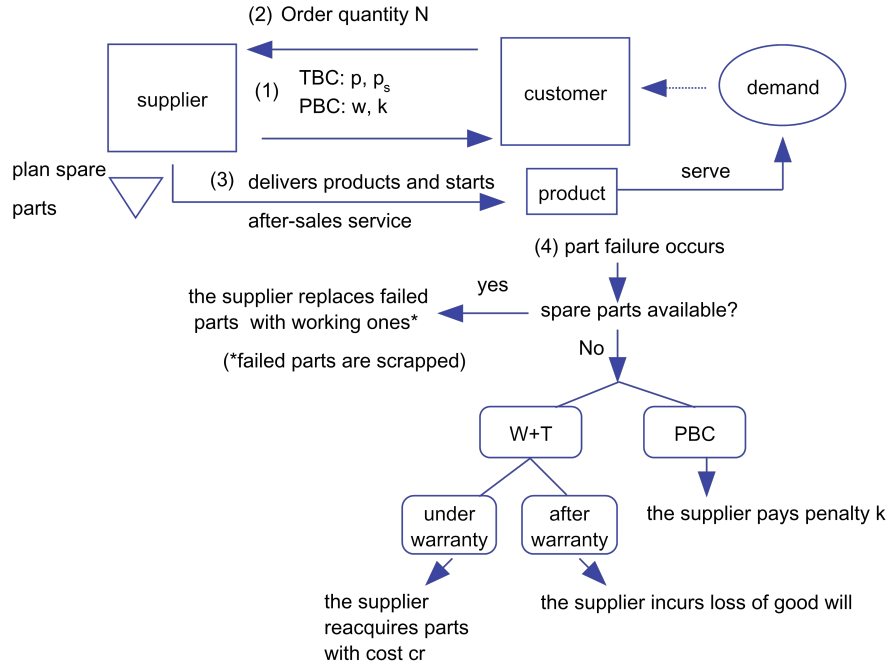 (2) Order quantity N
supplier
(1)
TBC: p, ps
PBC: w, k
customer
demand
plan spare
parts
(3) delivers products and starts
after-sales service
product
serve
(4) part failure occurs
yes
spare parts available?
the supplier replaces failed
parts with working ones*
(*failed parts are scrapped)
No
W+T
PBC
under
warranty
after
warranty
the supplier pays penalty k
the supplier
reacquires parts
with cost cr
the supplier incurs loss of good will